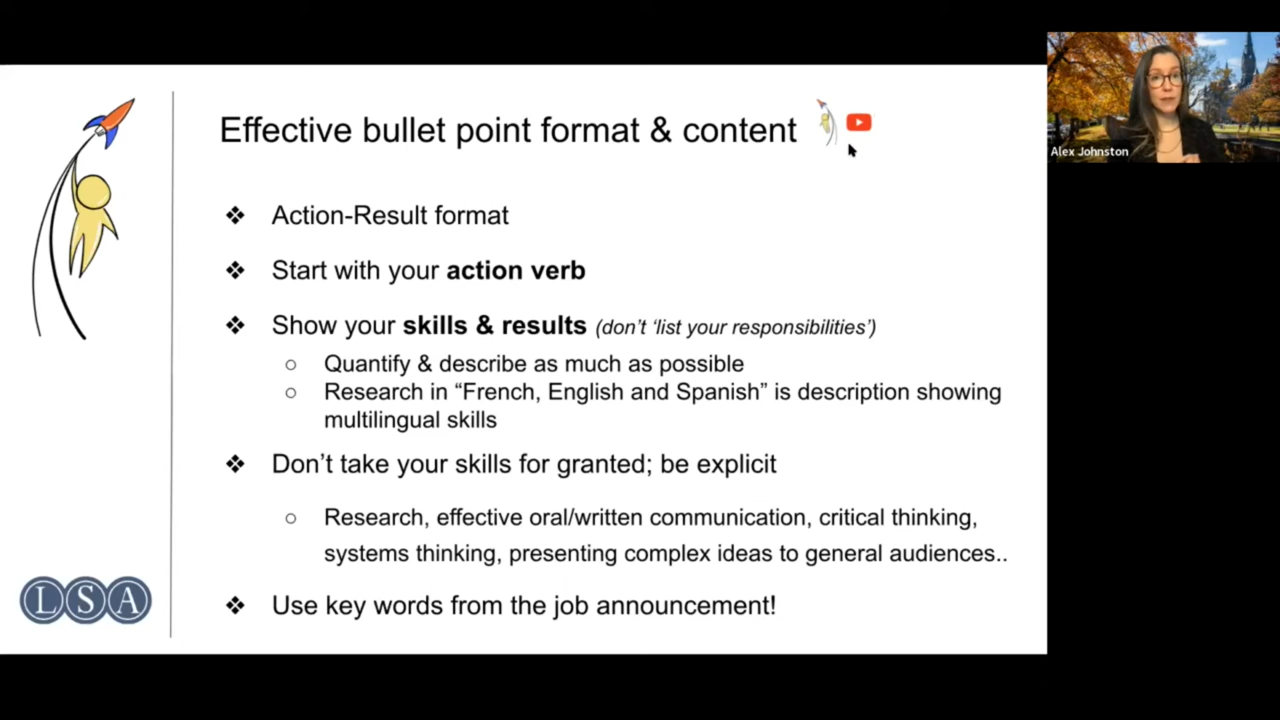 Effective bullet point format & content
Alex Johnston
❖ Action-Result format
❖ Start with your action verb
❖ Show your skills & results (don't ‘list your responsibilities’)
○ Quantify & describe as much as possible
○ Research in “French, English and Spanish” is description showing
multilingual skills
❖ Don't take your skills for granted; be explicit
○ Research, effective oral/written communication, critical thinking,
systems thinking, presenting complex ideas to general audiences..
❖ Use key words from the job announcement!
LSA